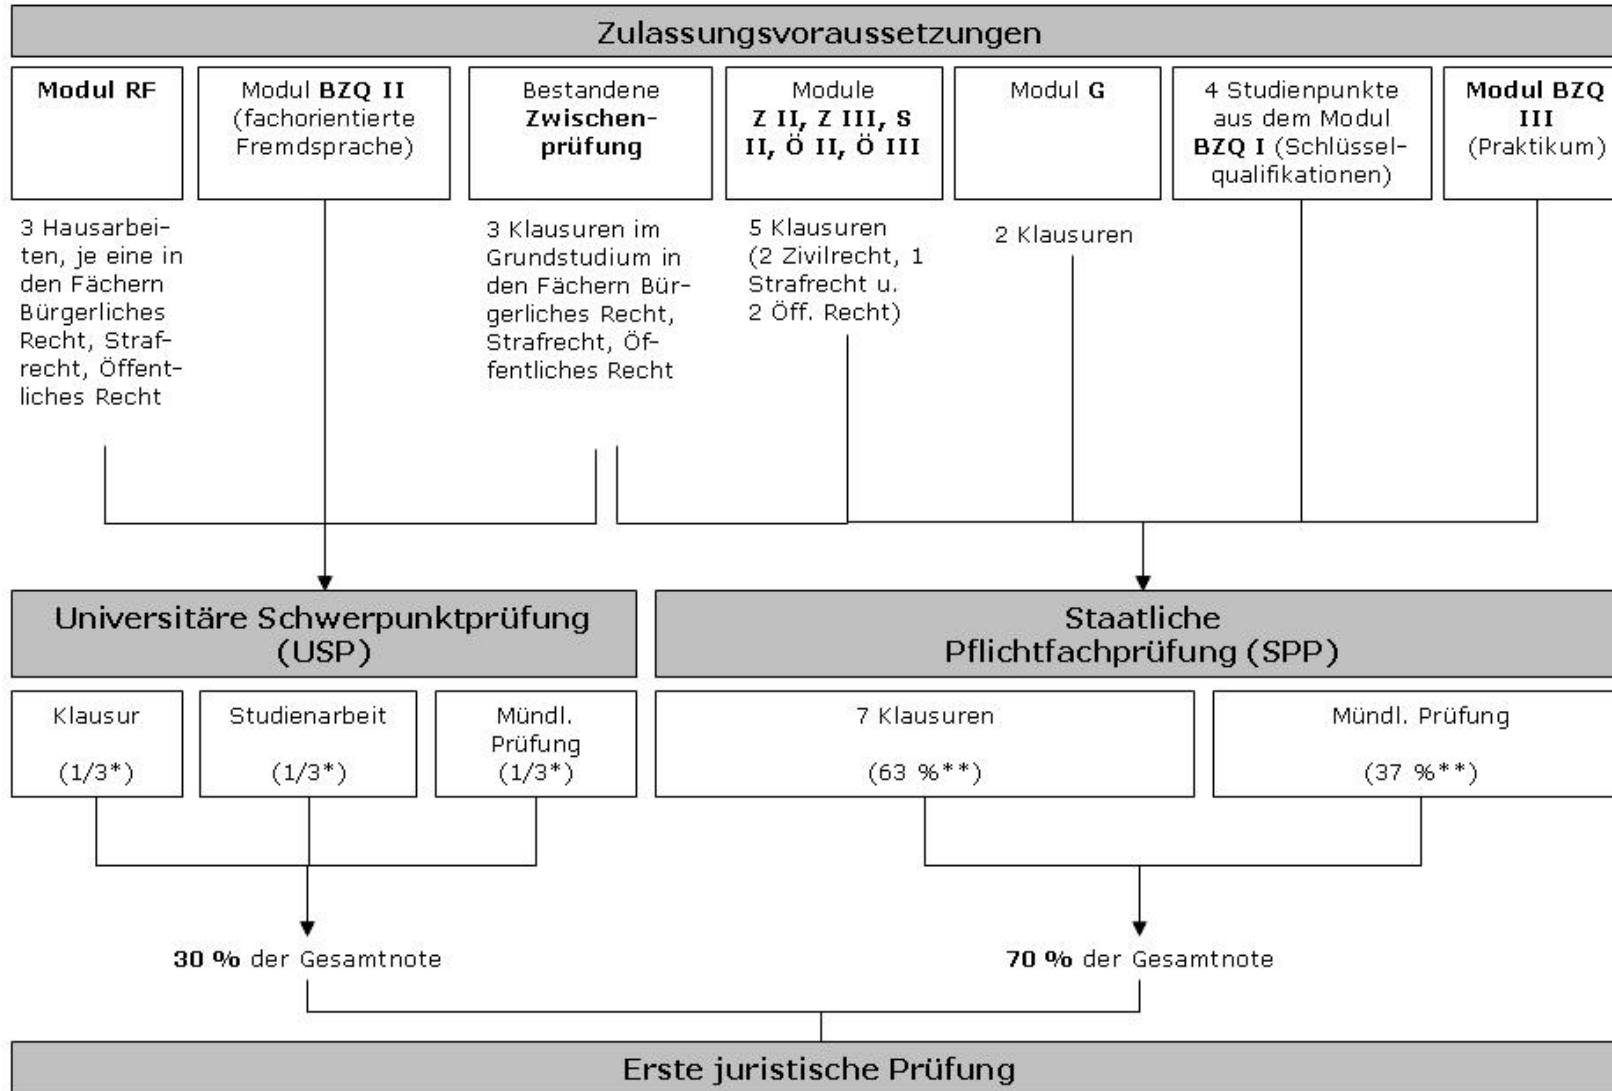 Zulassungsvoraussetzungen
Modul RF
Modul BZQ II
(fachorientierte
Fremdsprache)
Bestandene
Zwischen-
prüfung
Module
Z II, Z III, S
II, Ö II, Ö III
Modul G
4 Studienpunkte
aus dem Modul
BZQ I (Schlüssel-
qualifikationen)
Modul BZQ
III
(Praktikum)
3 Hausarbei-
ten, je eine in
den Fächern
Bürgerliches
Recht, Straf-
recht, Öffent-
liches Recht
3 Klausuren im
Grundstudium in
den Fächern Bür-
gerliches Recht,
Strafrecht, Öf-
fentliches Recht
5 Klausuren
(2 Zivilrecht, 1
Strafrecht u.
2 Öff. Recht)
2 Klausuren
Universitäre Schwerpunktprüfung
(USP)
Staatliche
Pflichtfachprüfung (SPP)
Klausur
(1/3*)
Studienarbeit
(1/3*)
Mündl.
Prüfung
(1/3*)
7 Klausuren
(63 %**)
Mündl. Prüfung
(37 %**)
30 % der Gesamtnote
70 % der Gesamtnote
Erste juristische Prüfung